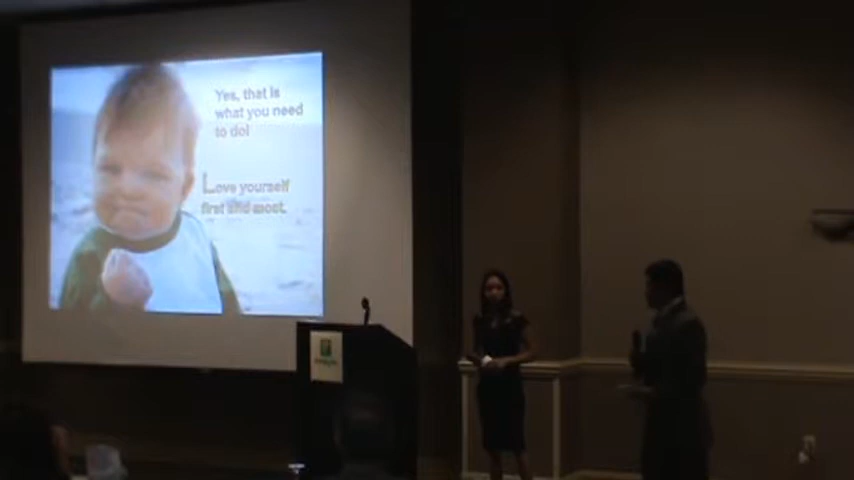 Yes, that is
what you need
to do!
Love yourself
first and most.